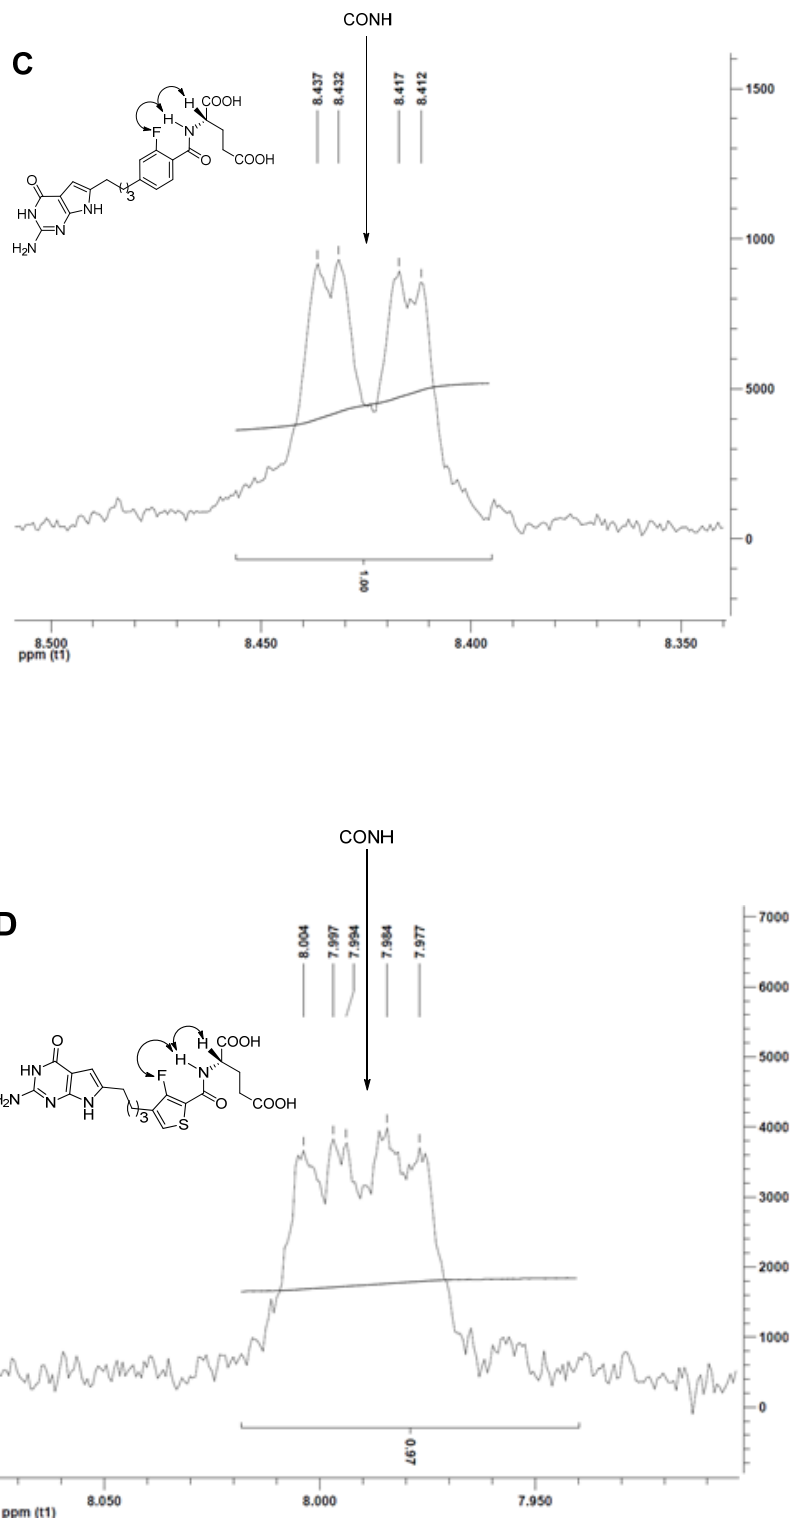 CONH
C
8.437
8.432
8.417
8.412
H
COOH
H
F
N
O
COOH
O
HN
3
NH
N
H₂N
1500
1000
5000
0
1.00
8.500
8.450
8.400
8.350
ppm (t1)
CONH
D
8.004
7.997
7.994
7.984
7.977
7000
6000
5000
4000
3000
2000
1000
0
H
COOH
H
F
N
O
COOH
O
HN
3
S
₂N
N
N
H
0.97
8.050
8.000
7.950
ppm (t1)